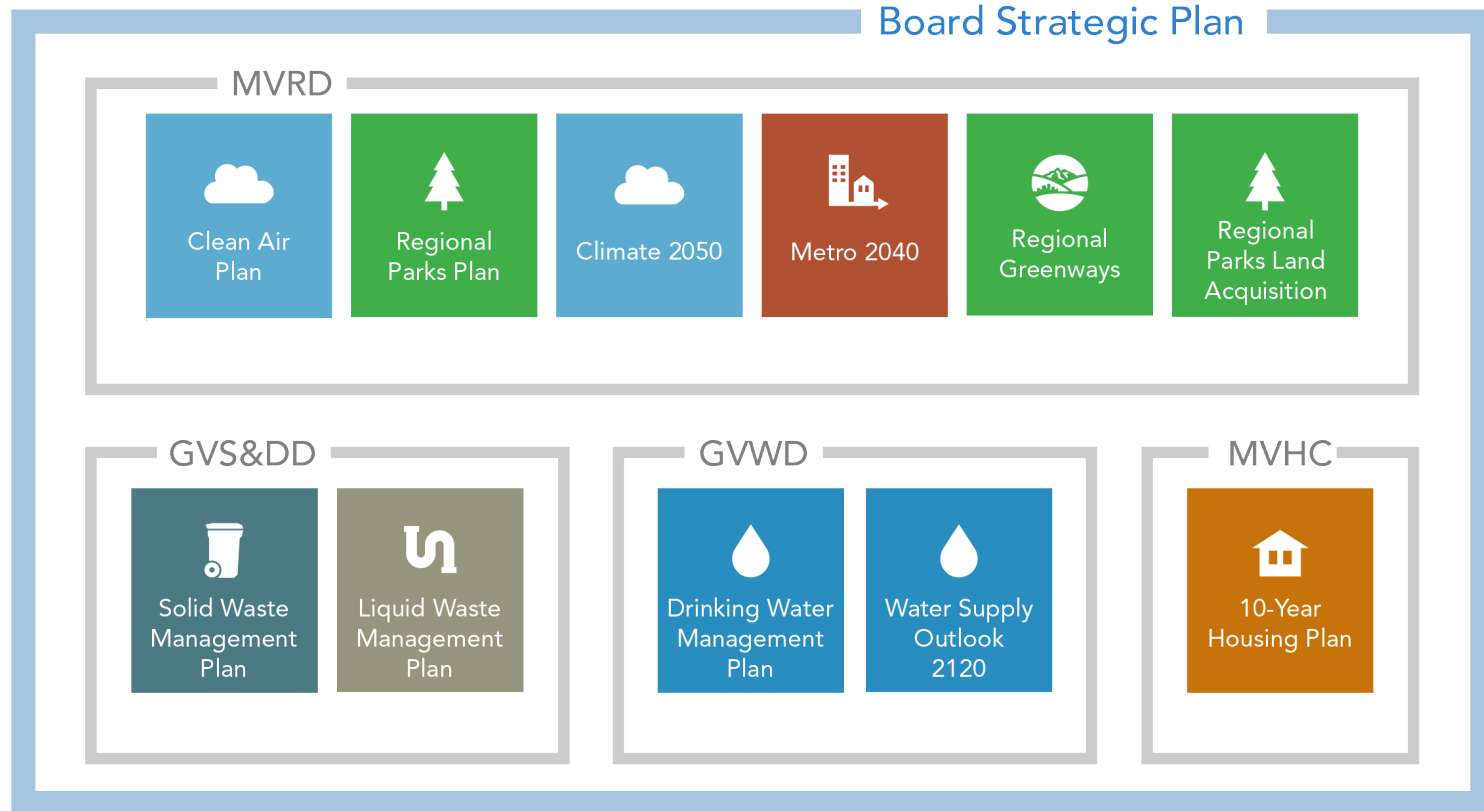 Board Strategic Plan
MVRD
Clean Air
Plan
Regional
Parks Plan
Climate 2050
Metro 2040
Regional
Greenways
Regional
Parks Land
Acquisition
GVS&DD
Solid Waste
Management
Plan
Liquid Waste
Management
Plan
GVWD
Drinking Water
Management
Plan
Water Supply
Outlook
2120
MVHC
10-Year
Housing Plan